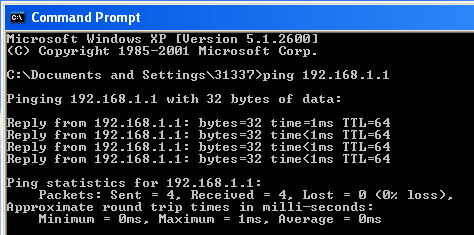 Command Prompt
Microsoft Windows XP [Version 5.1.2600]
(C) Copyright 1985-2001 Microsoft Corp.
C:\Documents and Settings\31337>ping 192.168.1.1
Pinging 192.168.1.1 with 32 bytes of data:
Reply from 192.168.1.1: bytes=32 time=1ms TTL=64
Reply from 192.168.1.1: bytes=32 time<1ms TTL=64
Reply from 192.168.1.1: bytes=32 time<1ms TTL=64
Reply from 192.168.1.1: bytes=32 time<1ms TTL=64
Ping statistics for 192.168.1.1:
    Packets: Sent = 4, Received = 4, Lost = 0 (0% loss),
Approximate round trip times in milli-seconds:
    Minimum = 0ms, Maximum = 1ms, Average = 0ms